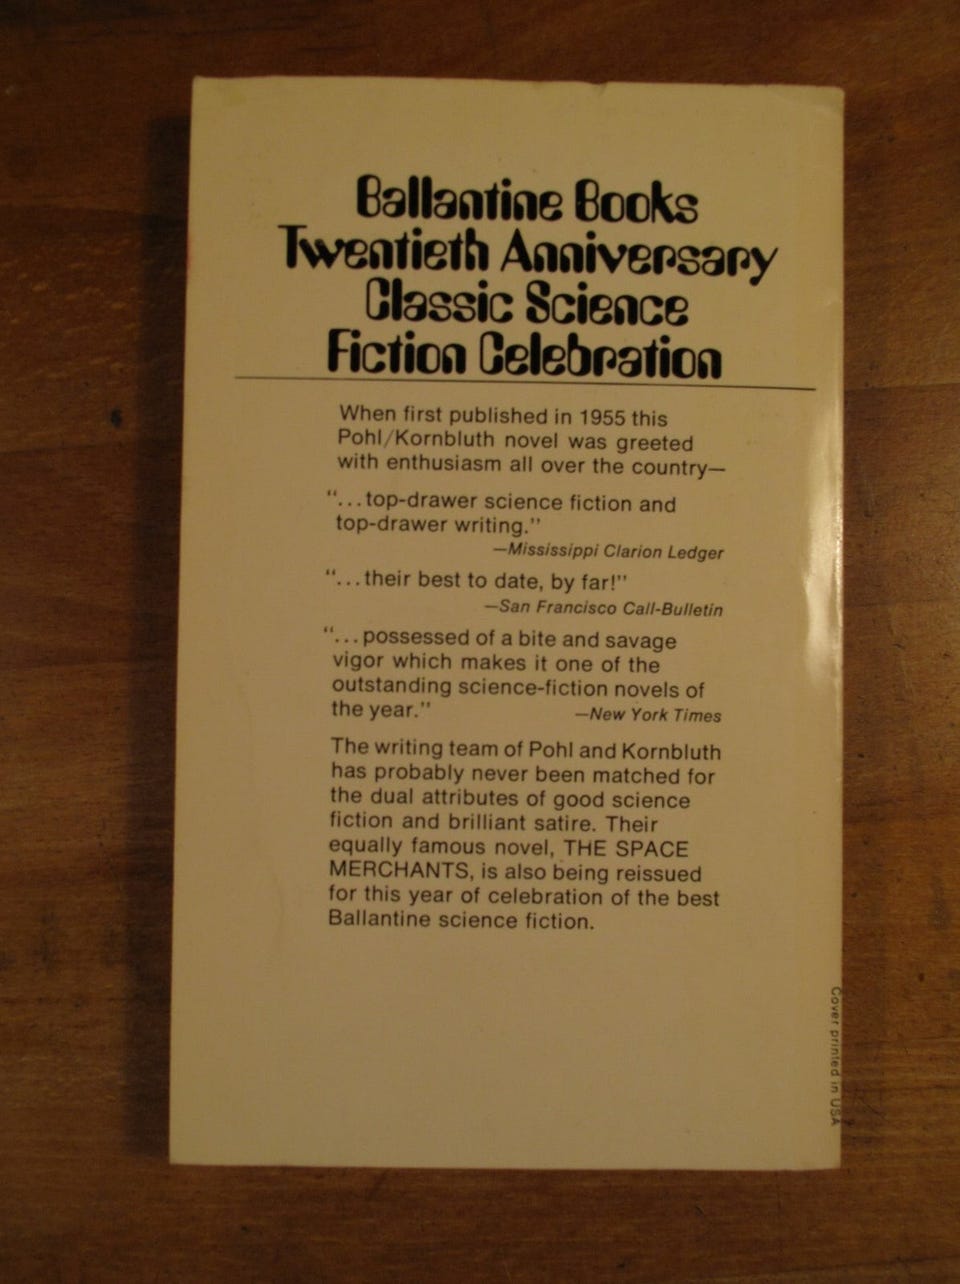 Ballantine Books
Twentieth Anniversary
Classic Science
Fiction Celebration
When first published in 1955 this
Pohl/Kornbluth novel was greeted
with enthusiasm all over the country—
“...top-drawer science fiction and
top-drawer writing.”
—Mississippi Clarion Ledger
“...their best to date, by far!”
—San Francisco Call-Bulletin
“...possessed of a bite and savage
vigor which makes it one of the
outstanding science-fiction novels of
the year.” —New York Times
The writing team of Pohl and Kornbluth
has probably never been matched for
the dual attributes of good science
fiction and brilliant satire. Their
equally famous novel, THE SPACE
MERCHANTS, is also being reissued
for this year of celebration of the best
Ballantine science fiction.
Cover printed in USA